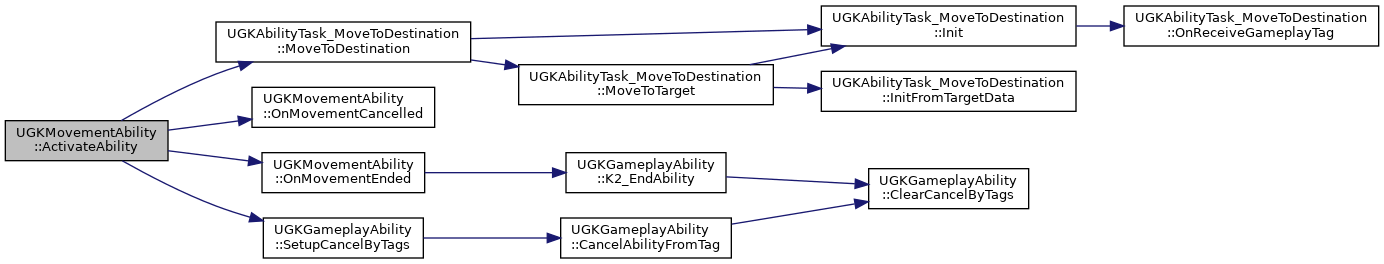 UGKMovementAbility
::ActivateAbility
UGKAbilityTask_MoveToDestination
::MoveToDestination
UGKMovementAbility
::OnMovementCancelled
UGKMovementAbility
::OnMovementEnded
UGKGameplayAbility
::SetupCancelByTags
UGKAbilityTask_MoveToDestination
::MoveToTarget
UGKGameplayAbility
::K2_EndAbility
UGKGameplayAbility
::CancelAbilityFromTag
UGKAbilityTask_MoveToDestination
::Init
UGKAbilityTask_MoveToDestination
::InitFromTargetData
UGKGameplayAbility
::ClearCancelByTags
UGKAbilityTask_MoveToDestination
::OnReceiveGameplayTag